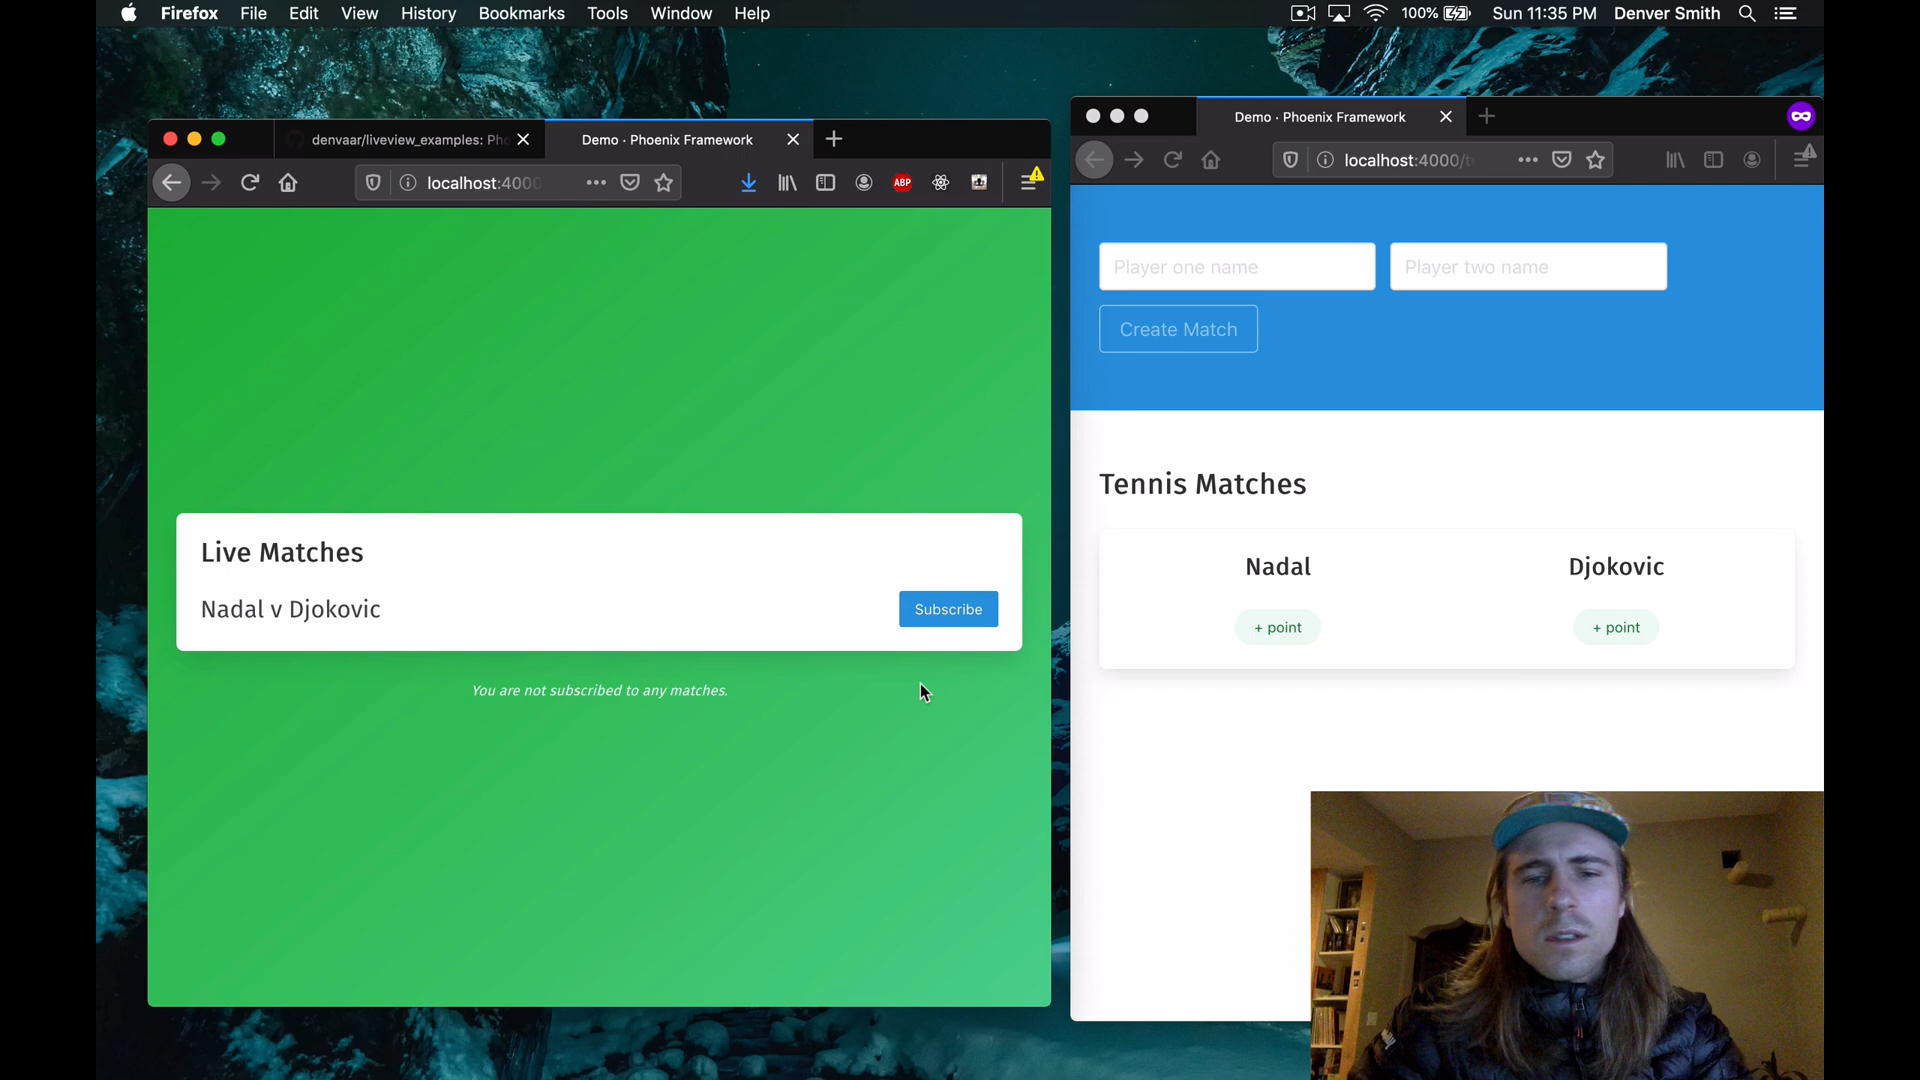 Firefox File Edit View History Bookmarks Tools Window Help
100% Sun 11:35 PM Denver Smith
denvaar/liveview_examples: Pho
Demo · Phoenix Framework
localhost:4000
ABP
Live Matches
Nadal v Djokovic
Subscribe
You are not subscribed to any matches.
Demo · Phoenix Framework
localhost:4000/t
Player one name
Player two name
Create Match
Tennis Matches
Nadal
Djokovic
+ point
+ point